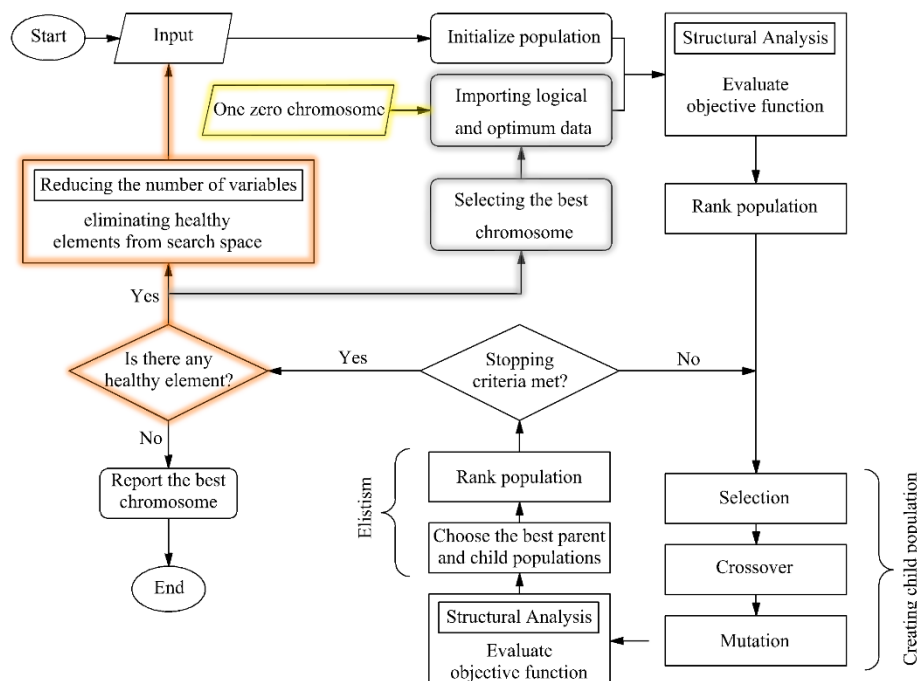 Start
Input
Initialize population
Structural Analysis
Evaluate
objective function
One zero chromosome
Importing logical
and optimum data
Reducing the number of variables
eliminating healthy
elements from search space
Selecting the best
chromosome
Rank population
Yes
Is there any
healthy element?
Yes
Stopping
criteria met?
No
No
Report the best
chromosome
End
Elistism
Rank population
Choose the best parent
and child populations
Structural Analysis
Evaluate
objective function
Selection
Crossover
Mutation
Creating child population